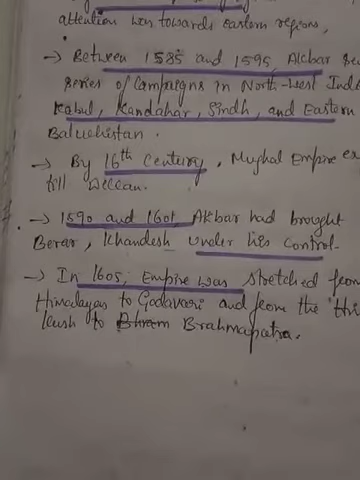 attention was towards eastern regions,
→ Between 1585 and 1595, Akbar
series of Campaigns in North-West
Kabul, Kandahar, Sindh, and Eastern
Baluchistan.
→ By 16th Century, Mughal Empire
till Deccan.
→ 1590 and 1601, Akbar had brought
Berar, Khandesh under his control.
→ In 1605, Empire was stretched from
Himalayas to Godavari and from the
kush to Brahmaputra.